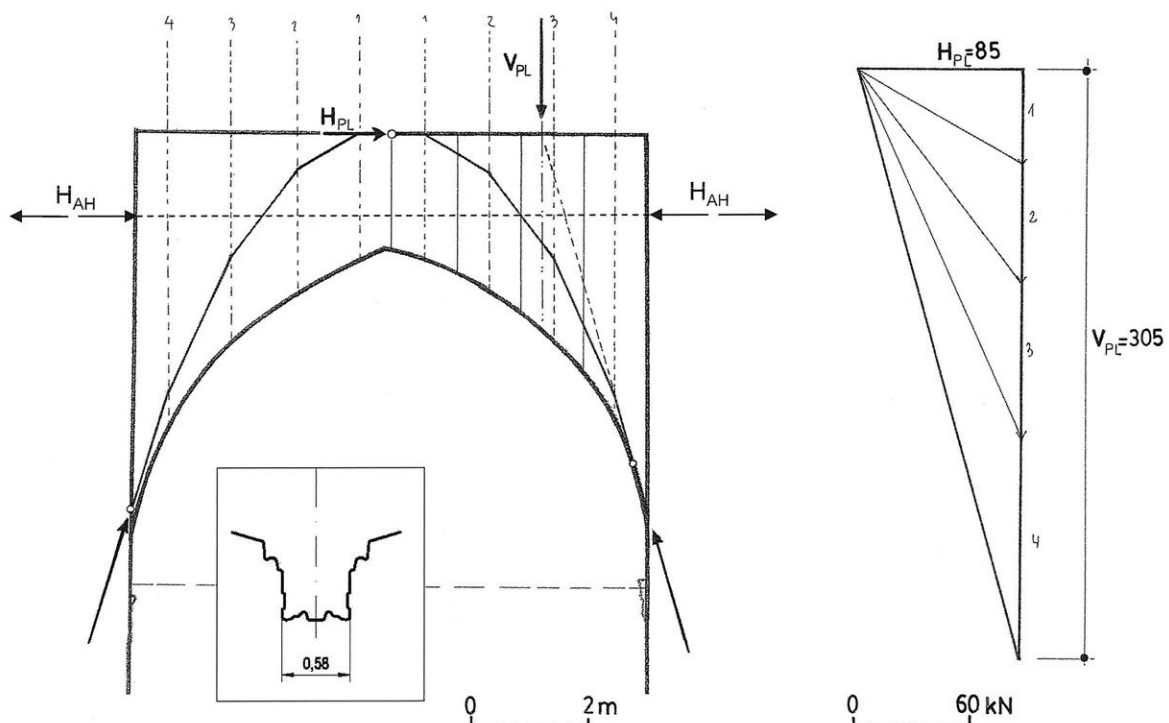 4 3 2 1 1 2 3 4
V_PL
H_PL=85
H_PL
H_AH
H_AH
1
2
3
4
V_PL=305
0,58
0 2 m
0 60 kN